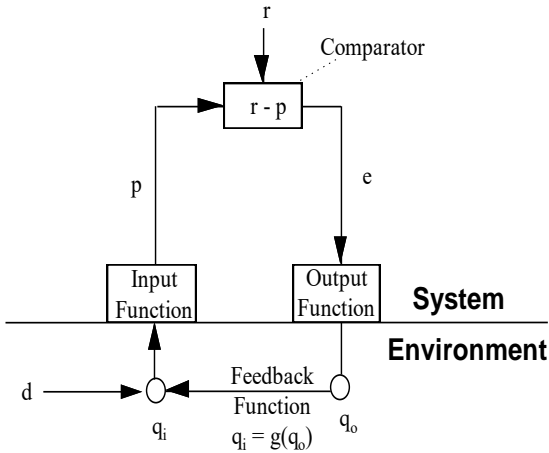 r
Comparator
r - p
p
e
Input
Function
Output
Function
System
Environment
d
Feedback
Function
q_i = g(q_o)
q_i
q_o